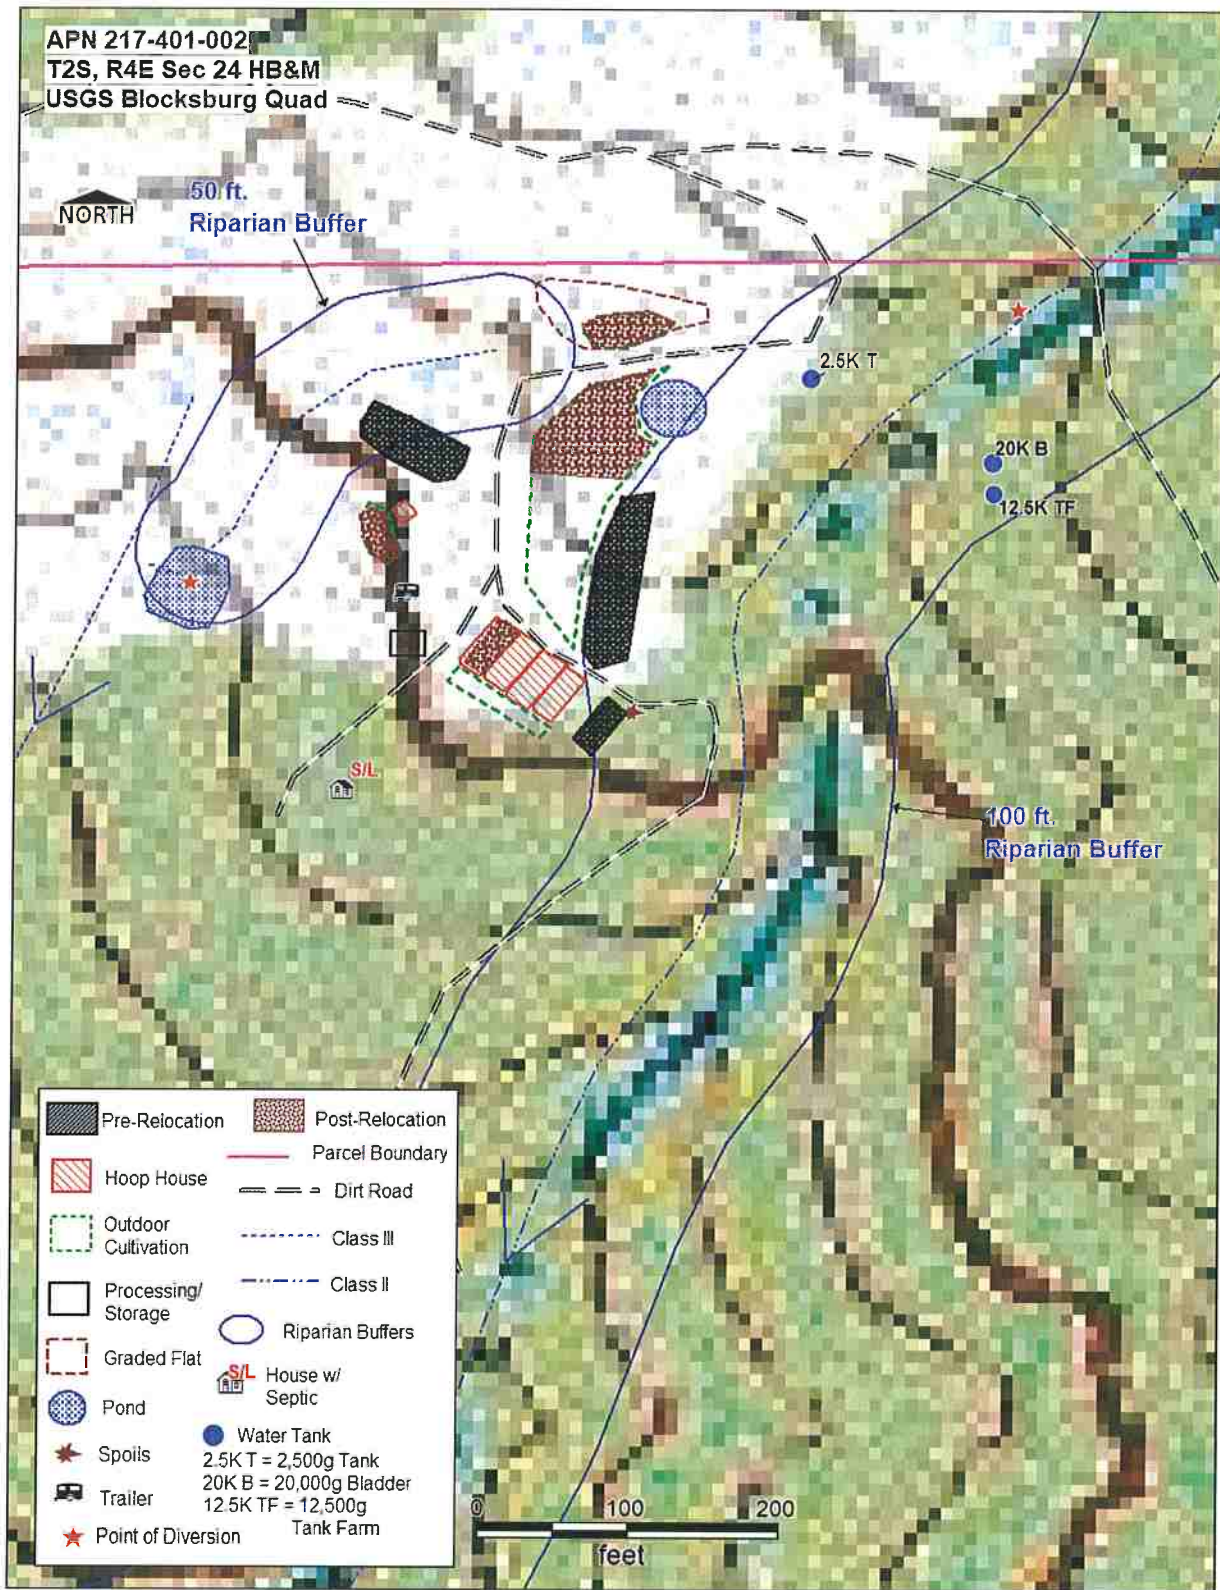 APN 217-401-002
T2S, R4E Sec 24 HB&M
USGS Blocksburg Quad
NORTH
50 ft.
Riparian Buffer
2.5K T
20K B
12.5K TF
S/L
100 ft.
Riparian Buffer
Pre-Relocation
Post-Relocation
Parcel Boundary
Hoop House
Dirt Road
Outdoor
Cultivation
Class III
Class II
Processing/
Storage
Riparian Buffers
Graded Flat
S/L
House w/
Septic
Pond
Water Tank
Spoils
2.5K T = 2,500g Tank
20K B = 20,000g Bladder
Trailer
12.5K TF = 12,500g
Tank Farm
Point of Diversion
0 100 200
feet